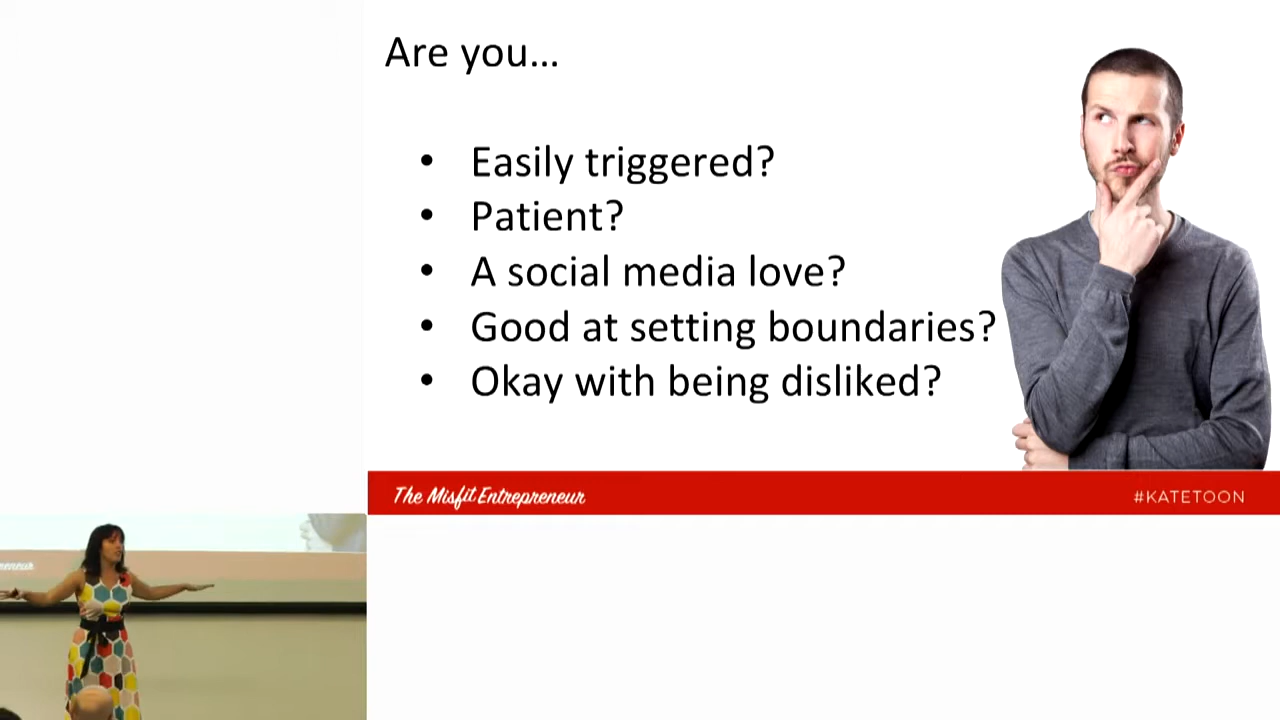 Are you…
• Easily triggered?
• Patient?
• A social media love?
• Good at setting boundaries?
• Okay with being disliked?
The Misfit Entrepreneur
#KATETOON
preneur